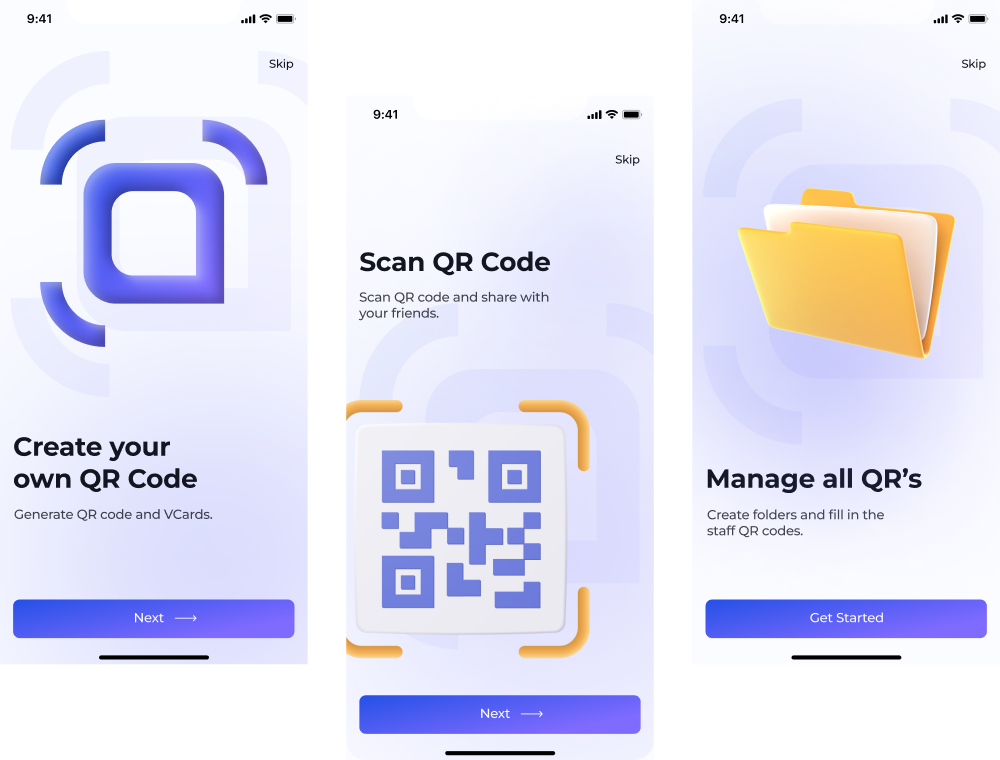 9:41
Skip
Create your
own QR Code
Generate QR code and VCards.
Next
9:41
Skip
Scan QR Code
Scan QR code and share with
your friends.
Next
9:41
Skip
Manage all QR’s
Create folders and fill in the
staff QR codes.
Get Started